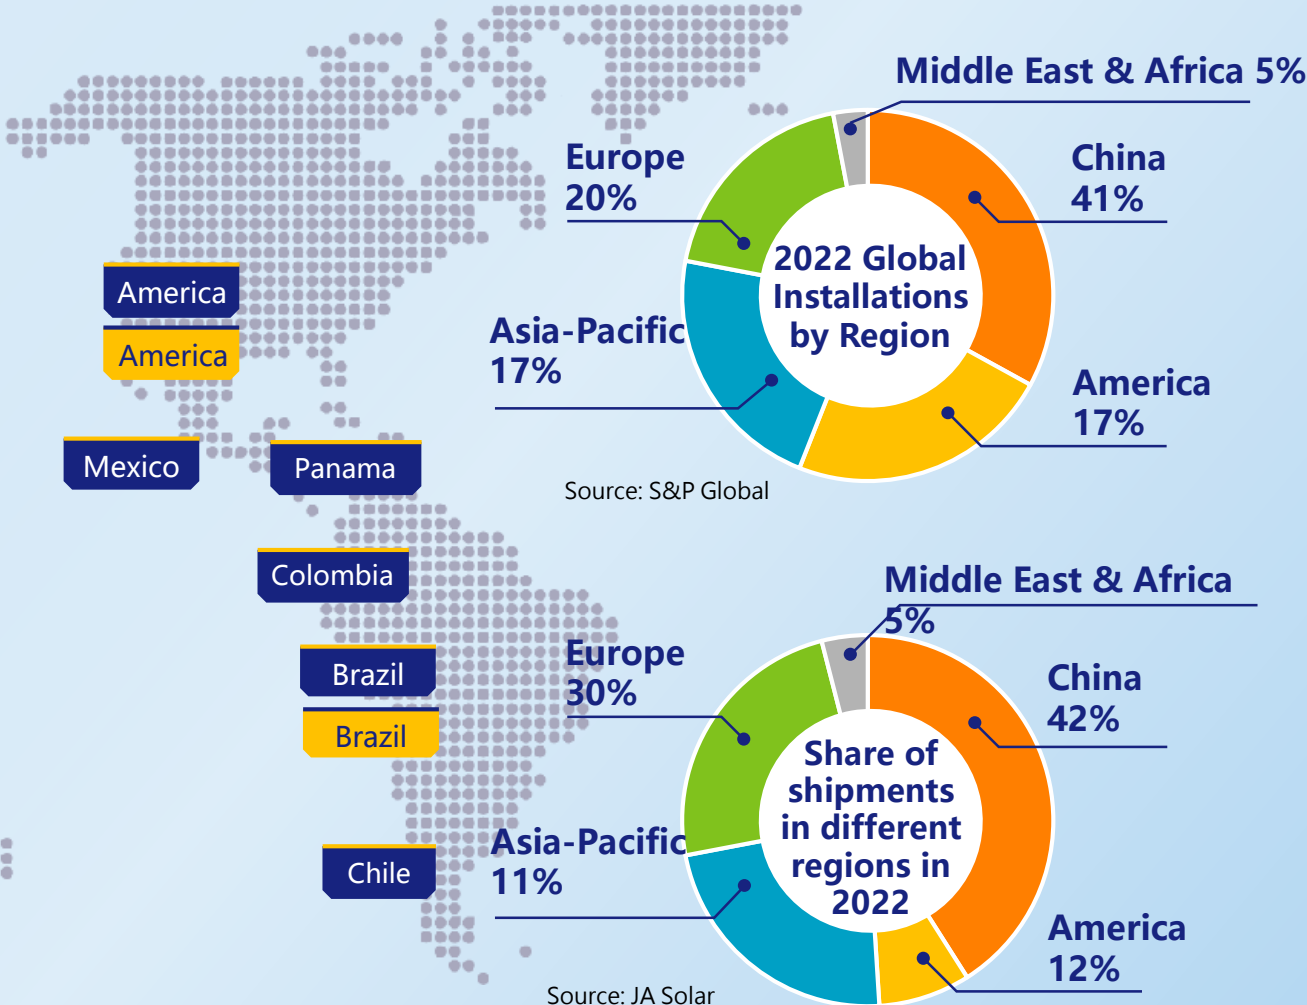 Middle East & Africa 5%
Europe
20%
China
41%
2022 Global
Installations
by Region
Asia-Pacific
17%
America
17%
Source: S&P Global
America
America
Mexico
Panama
Colombia
Brazil
Brazil
Chile
Middle East & Africa
5%
Europe
30%
China
42%
Share of
shipments
in different
regions in
2022
Asia-Pacific
11%
America
12%
Source: JA Solar